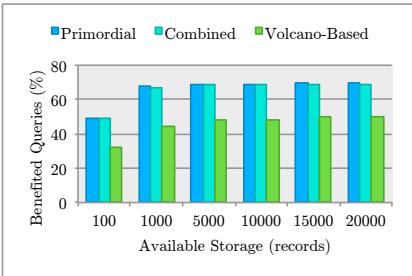 Primordial Combined Volcano-Based
80
60
40
20
0
Benefited Queries (%)
100 1000 5000 10000 15000 20000
Available Storage (records)